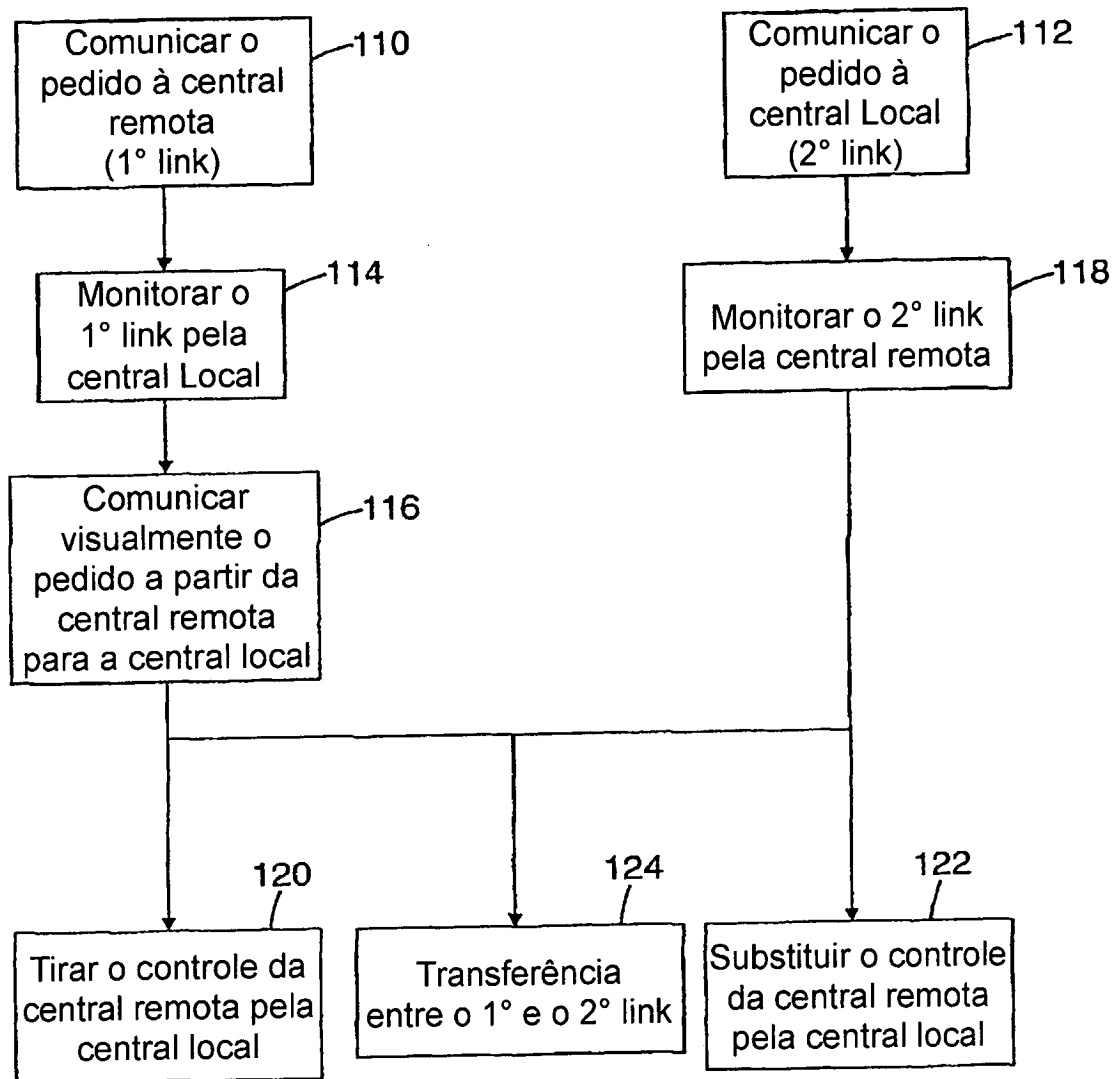 Comunicar o
pedido à central
remota
(1° link)
110
Comunicar o
pedido à
central Local
(2° link)
112
Monitorar o
1° link pela
central Local
114
Monitorar o 2° link
pela central remota
118
Comunicar
visualmente o
pedido a partir da
central remota
para a central local
116
120
Tirar o controle da
central remota pela
central local
124
Transferência
entre o 1° e o 2° link
122
Substituir o controle
da central remota
pela central local